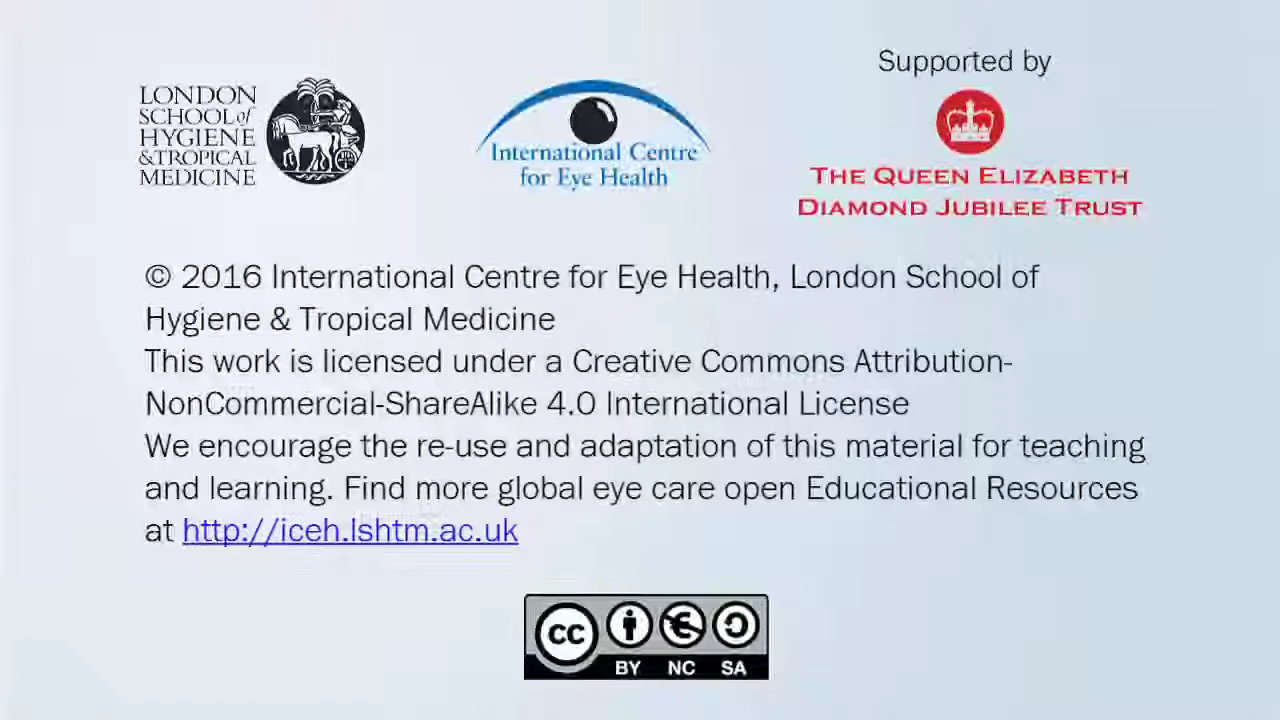 LONDON
SCHOOL of
HYGIENE
& TROPICAL
MEDICINE
International Centre
for Eye Health
Supported by
THE QUEEN ELIZABETH
DIAMOND JUBILEE TRUST
© 2016 International Centre for Eye Health, London School of
Hygiene & Tropical Medicine
This work is licensed under a Creative Commons Attribution-
NonCommercial-ShareAlike 4.0 International License
We encourage the re-use and adaptation of this material for teaching
and learning. Find more global eye care open Educational Resources
at http://iceh.lshtm.ac.uk
cc
BY NC SA